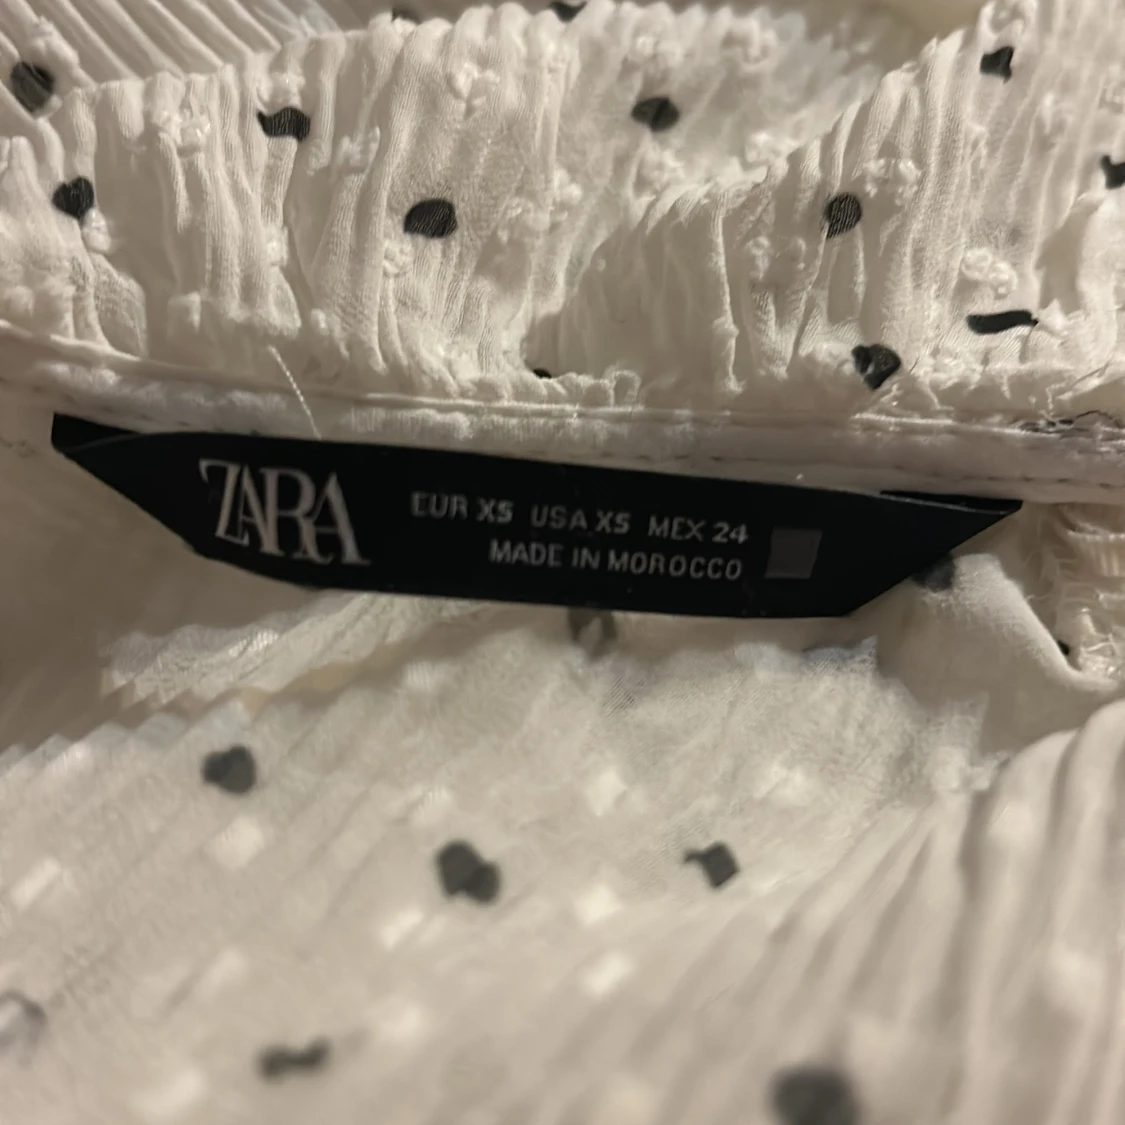 ZARA
EUR XS USA XS MEX 24
MADE IN MOROCCO